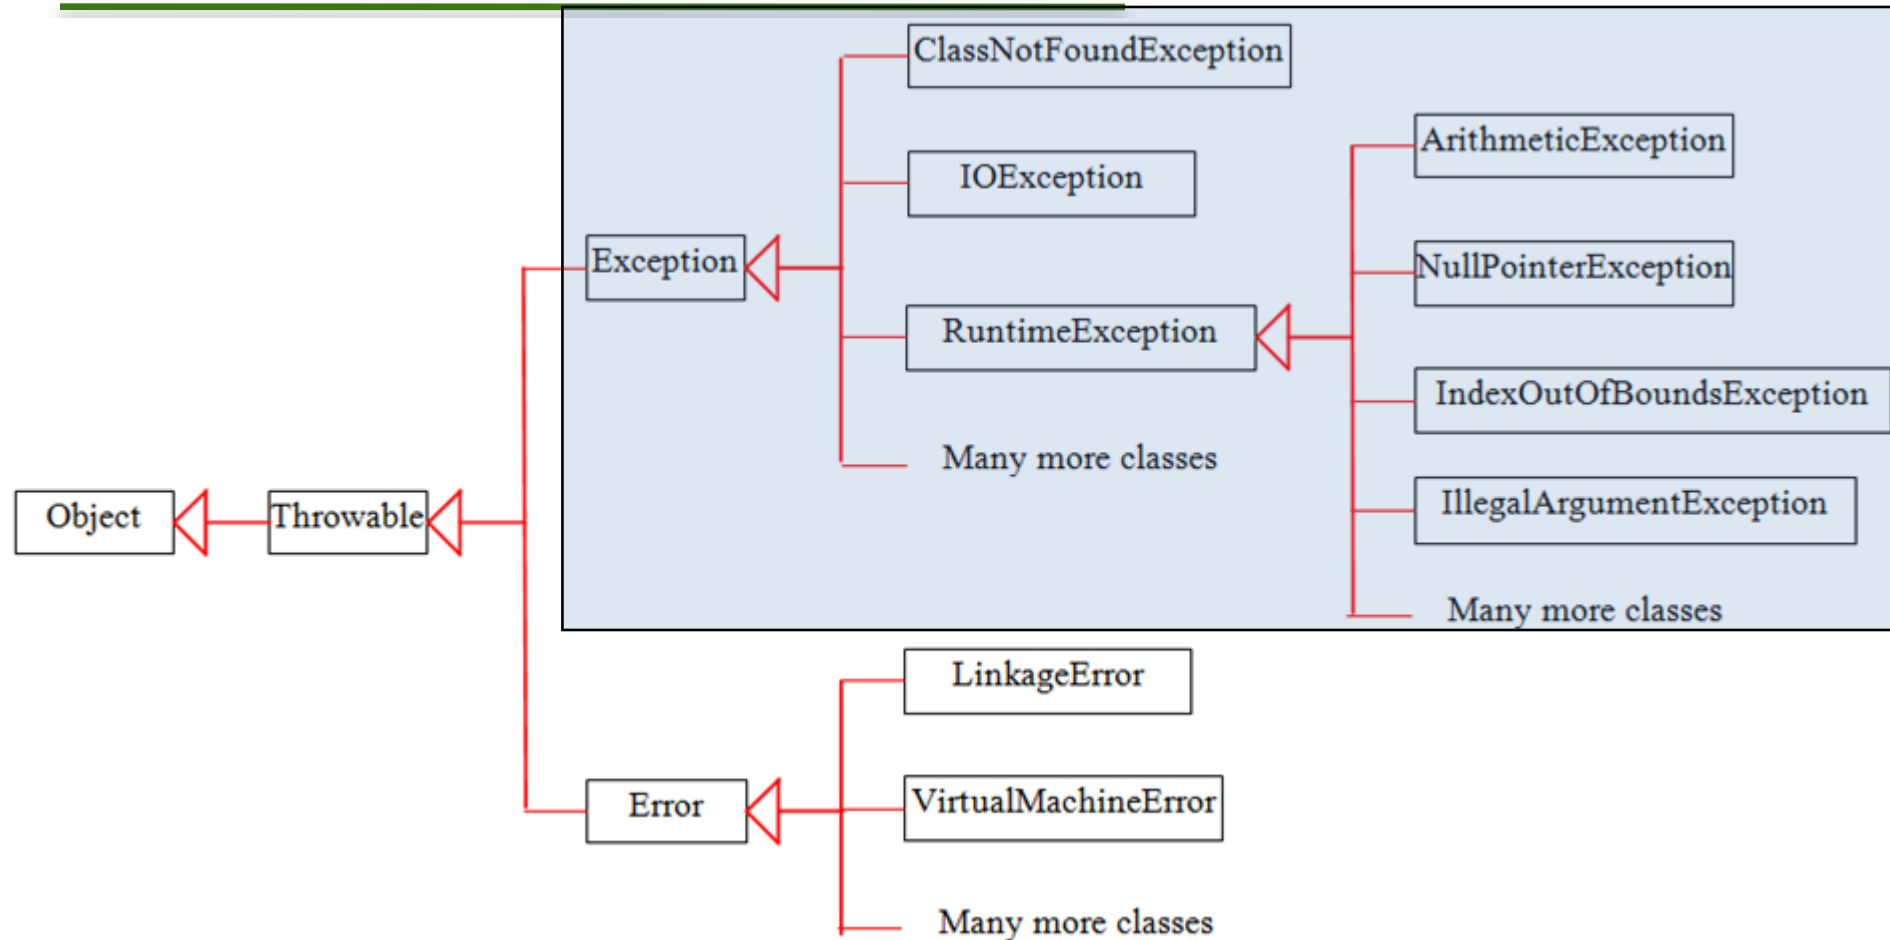 ClassNotFoundException
ArithmeticException
IOException
Exception
NullPointerException
RuntimeException
IndexOutOfBoundsException
Many more classes
IllegalArgumentException
Object
Throwable
Many more classes
LinkageError
Error
VirtualMachineError
Many more classes